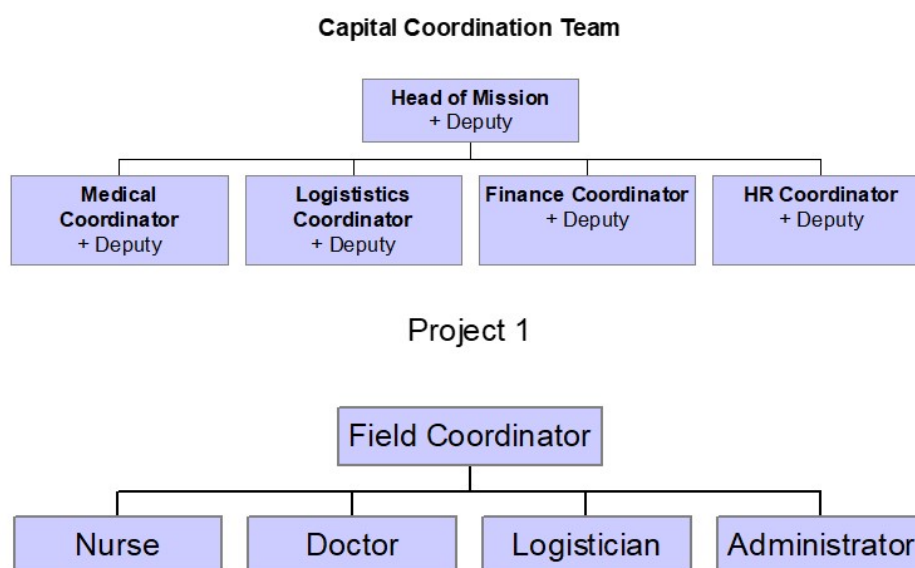 Capital Coordination Team
Head of Mission
+ Deputy
Medical
Coordinator
+ Deputy
Logististics
Coordinator
+ Deputy
Finance Coordinator
+ Deputy
HR Coordinator
+ Deputy
Project 1
Field Coordinator
Nurse
Doctor
Logistician
Administrator